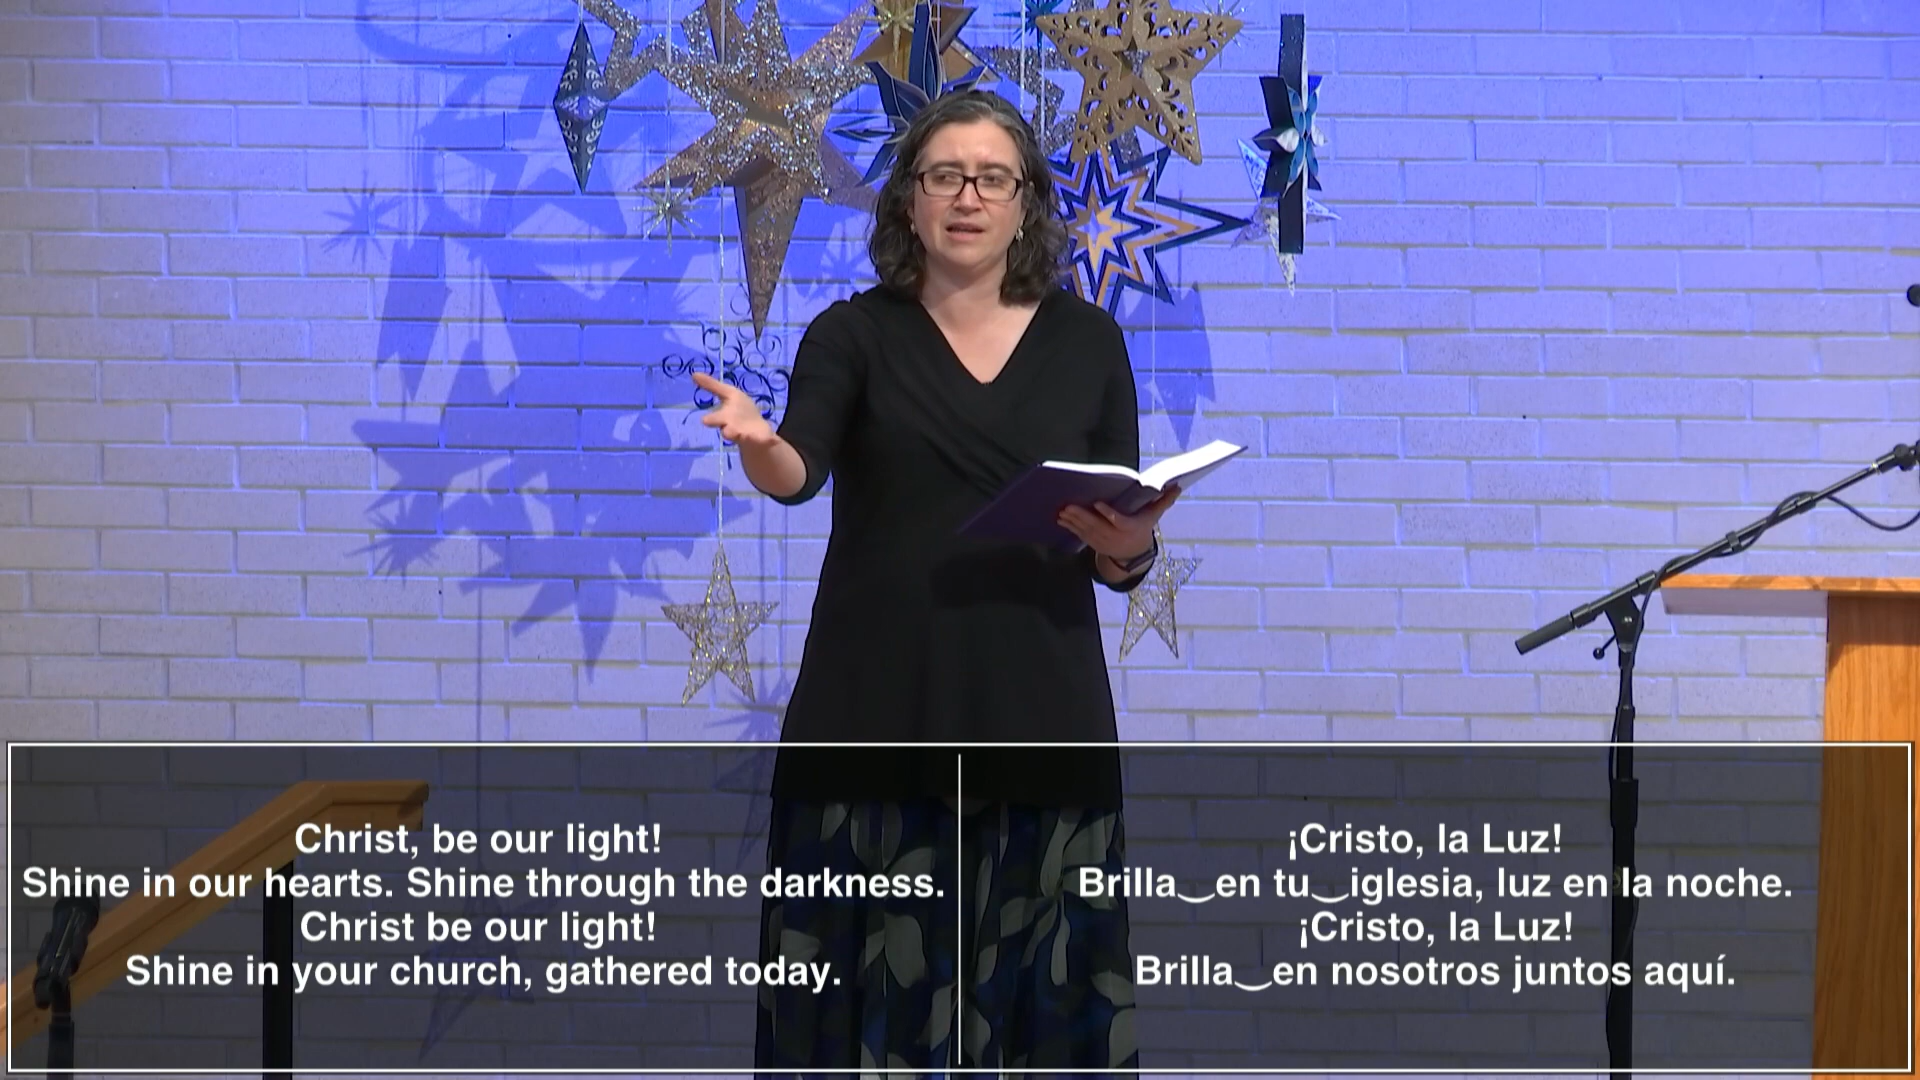 Christ, be our light!
Shine in our hearts. Shine through the darkness.
Christ be our light!
Shine in your church, gathered today.
¡Cristo, la Luz!
Brilla‿en tu‿iglesia, luz en la noche.
¡Cristo, la Luz!
Brilla‿en nosotros juntos aquí.